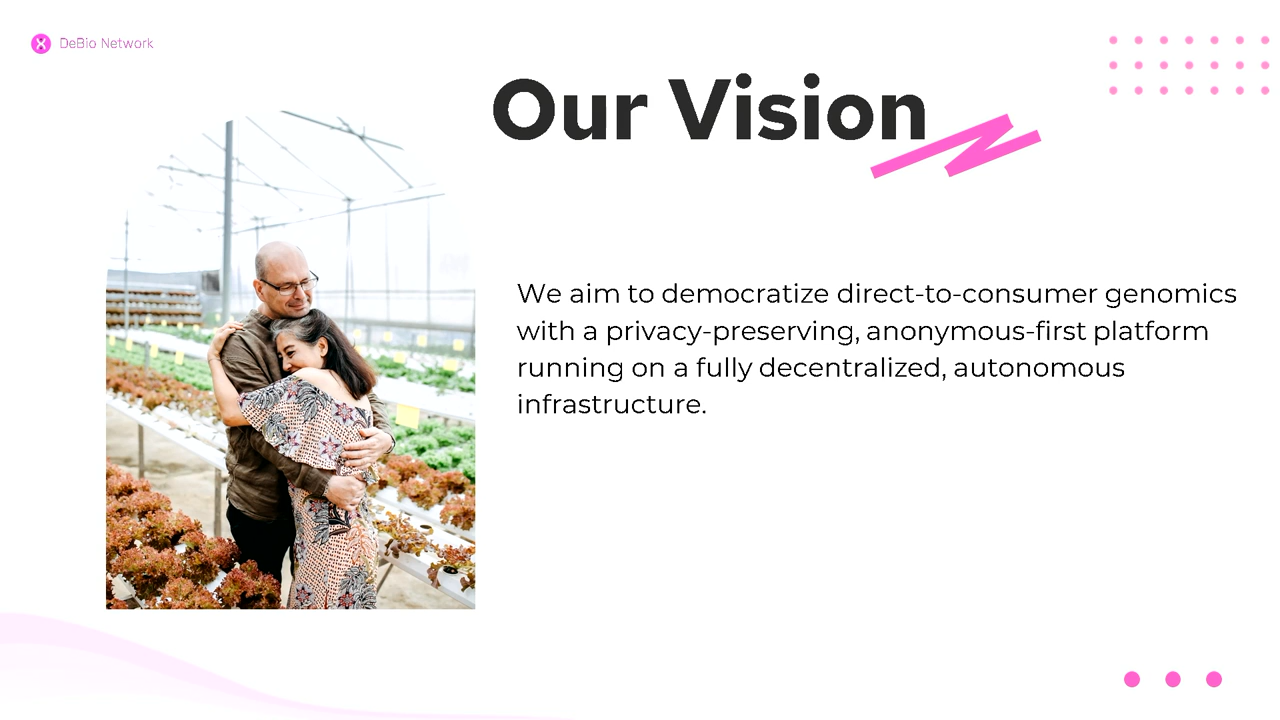 DeBio Network
Our Vision
We aim to democratize direct-to-consumer genomics
with a privacy-preserving, anonymous-first platform
running on a fully decentralized, autonomous
infrastructure.